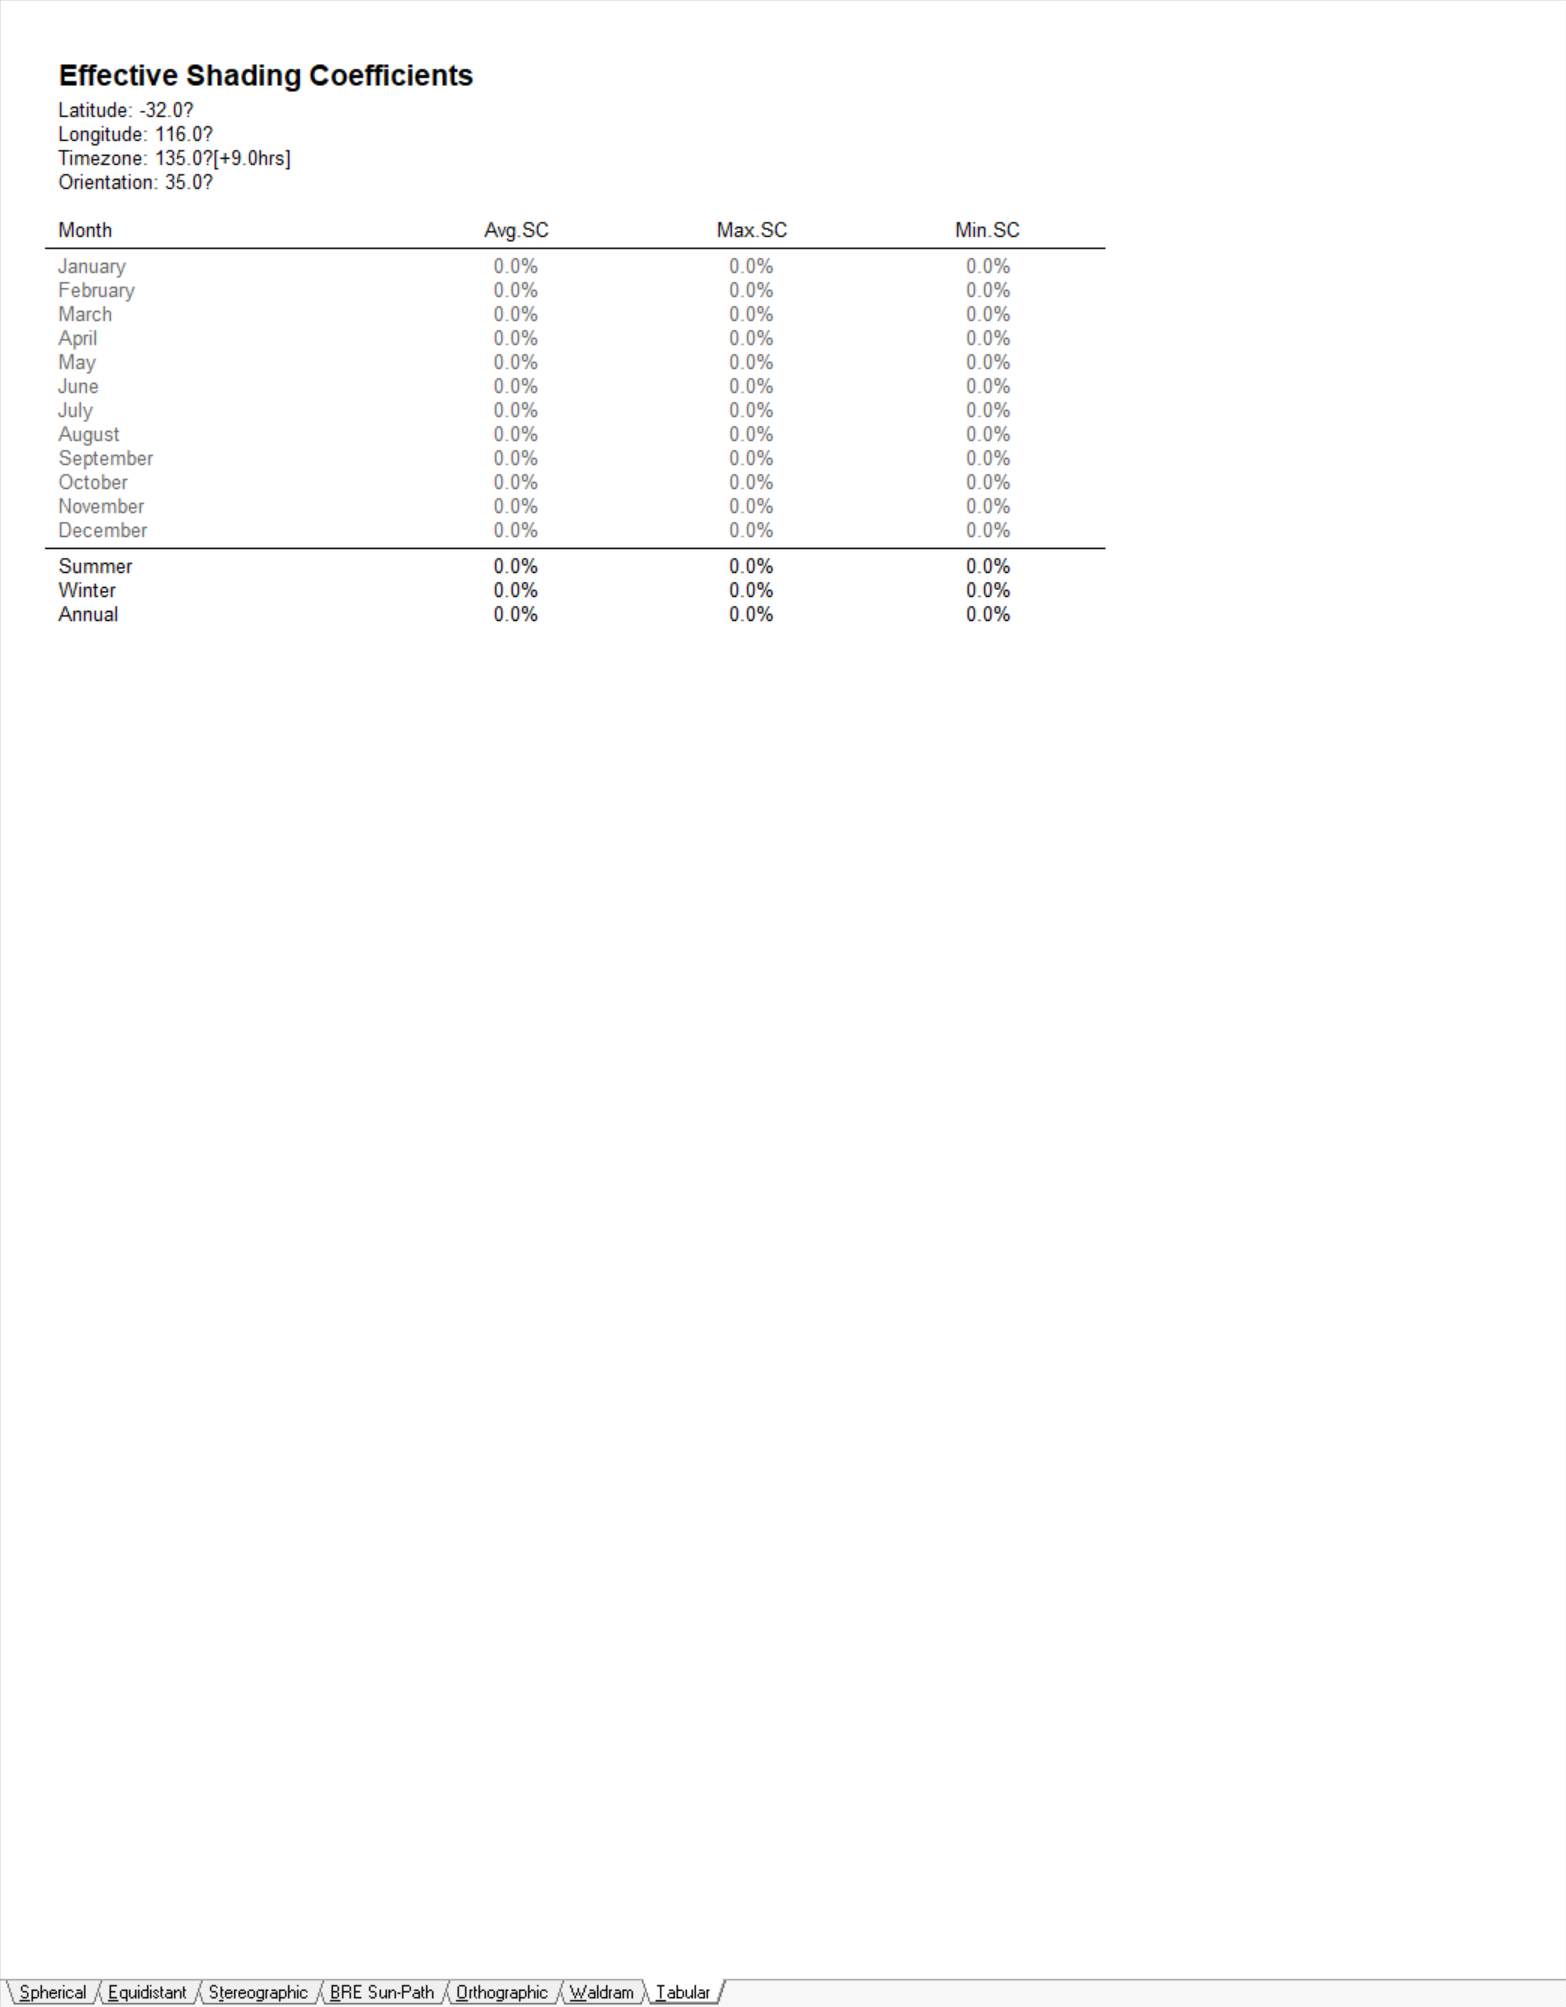 Effective Shading Coefficients
Latitude: -32.0?
Longitude: 116.0?
Timezone: 135.0?[+9.0hrs]
Orientation: 35.0?
Month Avg.SC Max.SC Min.SC
January 0.0% 0.0% 0.0%
February 0.0% 0.0% 0.0%
March 0.0% 0.0% 0.0%
April 0.0% 0.0% 0.0%
May 0.0% 0.0% 0.0%
June 0.0% 0.0% 0.0%
July 0.0% 0.0% 0.0%
August 0.0% 0.0% 0.0%
September 0.0% 0.0% 0.0%
October 0.0% 0.0% 0.0%
November 0.0% 0.0% 0.0%
December 0.0% 0.0% 0.0%
Summer 0.0% 0.0% 0.0%
Winter 0.0% 0.0% 0.0%
Annual 0.0% 0.0% 0.0%
Spherical Equidistant Stereographic BRE Sun-Path Orthographic Waldram Tabular